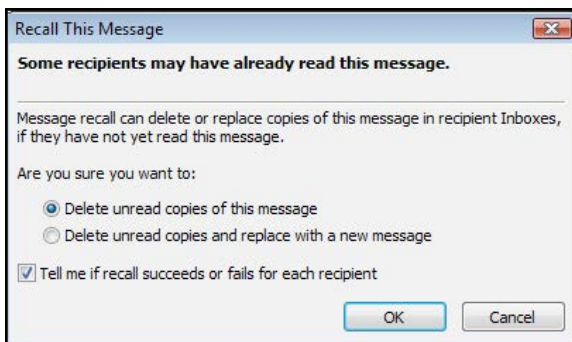 Recall This Message
Some recipients may have already read this message.
Message recall can delete or replace copies of this message in recipient Inboxes,
if they have not yet read this message.
Are you sure you want to:
Delete unread copies of this message
Delete unread copies and replace with a new message
Tell me if recall succeeds or fails for each recipient
OK
Cancel